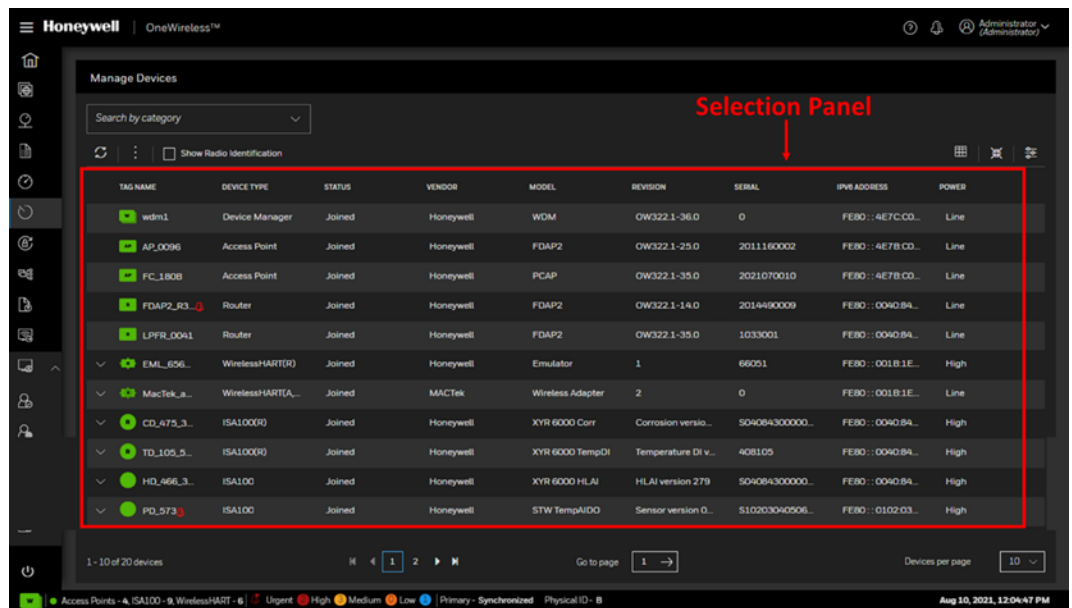 Honeywell | OneWireless™
Administrator
(Administrator)
Manage Devices
Search by category
Selection Panel
Show Radio Identification
TAG NAME DEVICE TYPE STATUS VENDOR MODEL REVISION SERIAL IPV6 ADDRESS POWER
wdm1 Device Manager Joined Honeywell WDM OW322.1-36.0 0 FE80::4E7C:C0... Line
AP AP_0096 Access Point Joined Honeywell FDAP2 OW322.1-25.0 2011160002 FE80::4E7B:C0... Line
AP FC_180B Access Point Joined Honeywell PCAP OW322.1-35.0 2021070010 FE80::4E7B:C0... Line
R FDAP2_R3... Router Joined Honeywell FDAP2 OW322.1-14.0 2014490009 FE80::0040:84... Line
R LPFR_0041 Router Joined Honeywell FDAP2 OW322.1-35.0 1033001 FE80::0040:84... Line
EML_656... WirelessHART(R) Joined Honeywell Emulator 1 66051 FE80::001B:1E... High
MacTek_a... WirelessHART(A,... Joined MACTek Wireless Adapter 2 0 FE80::001B:1E... Line
R CD_475_3... ISA100(R) Joined Honeywell XYR 6000 Corr Corrosion versio... S04084300000... FE80::0040:84... High
R TD_105_5... ISA100(R) Joined Honeywell XYR 6000 TempDI Temperature DI v... 408105 FE80::0040:84... High
HD_466_3... ISA100 Joined Honeywell XYR 6000 HLAI HLAI version 279 S04084300000... FE80::0040:84... High
PD_573 ISA100 Joined Honeywell STW TempAIDO Sensor version 0... S10203040506... FE80::0102:03... High
1 - 10 of 20 devices 1 2 Go to page 1 Devices per page 10
W Access Points - 4, ISA100 - 9, WirelessHART - 6 Urgent 0 High 3 Medium 0 Low 1 Primary - Synchronized Physical ID - B Aug 10, 2021, 12:04:47 PM